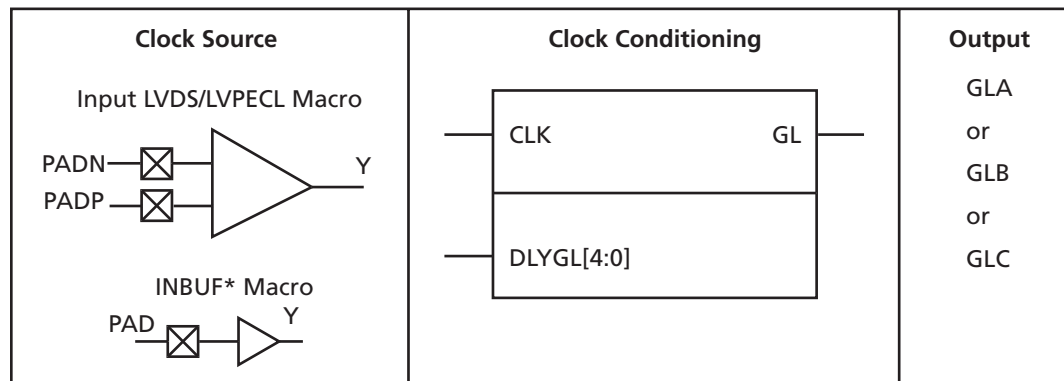 Clock Source
Input LVDS/LVPECL Macro
PADN
PADP
Y
INBUF* Macro
PAD
Y
Clock Conditioning
CLK
GL
DLYGL[4:0]
Output
GLA
or
GLB
or
GLC